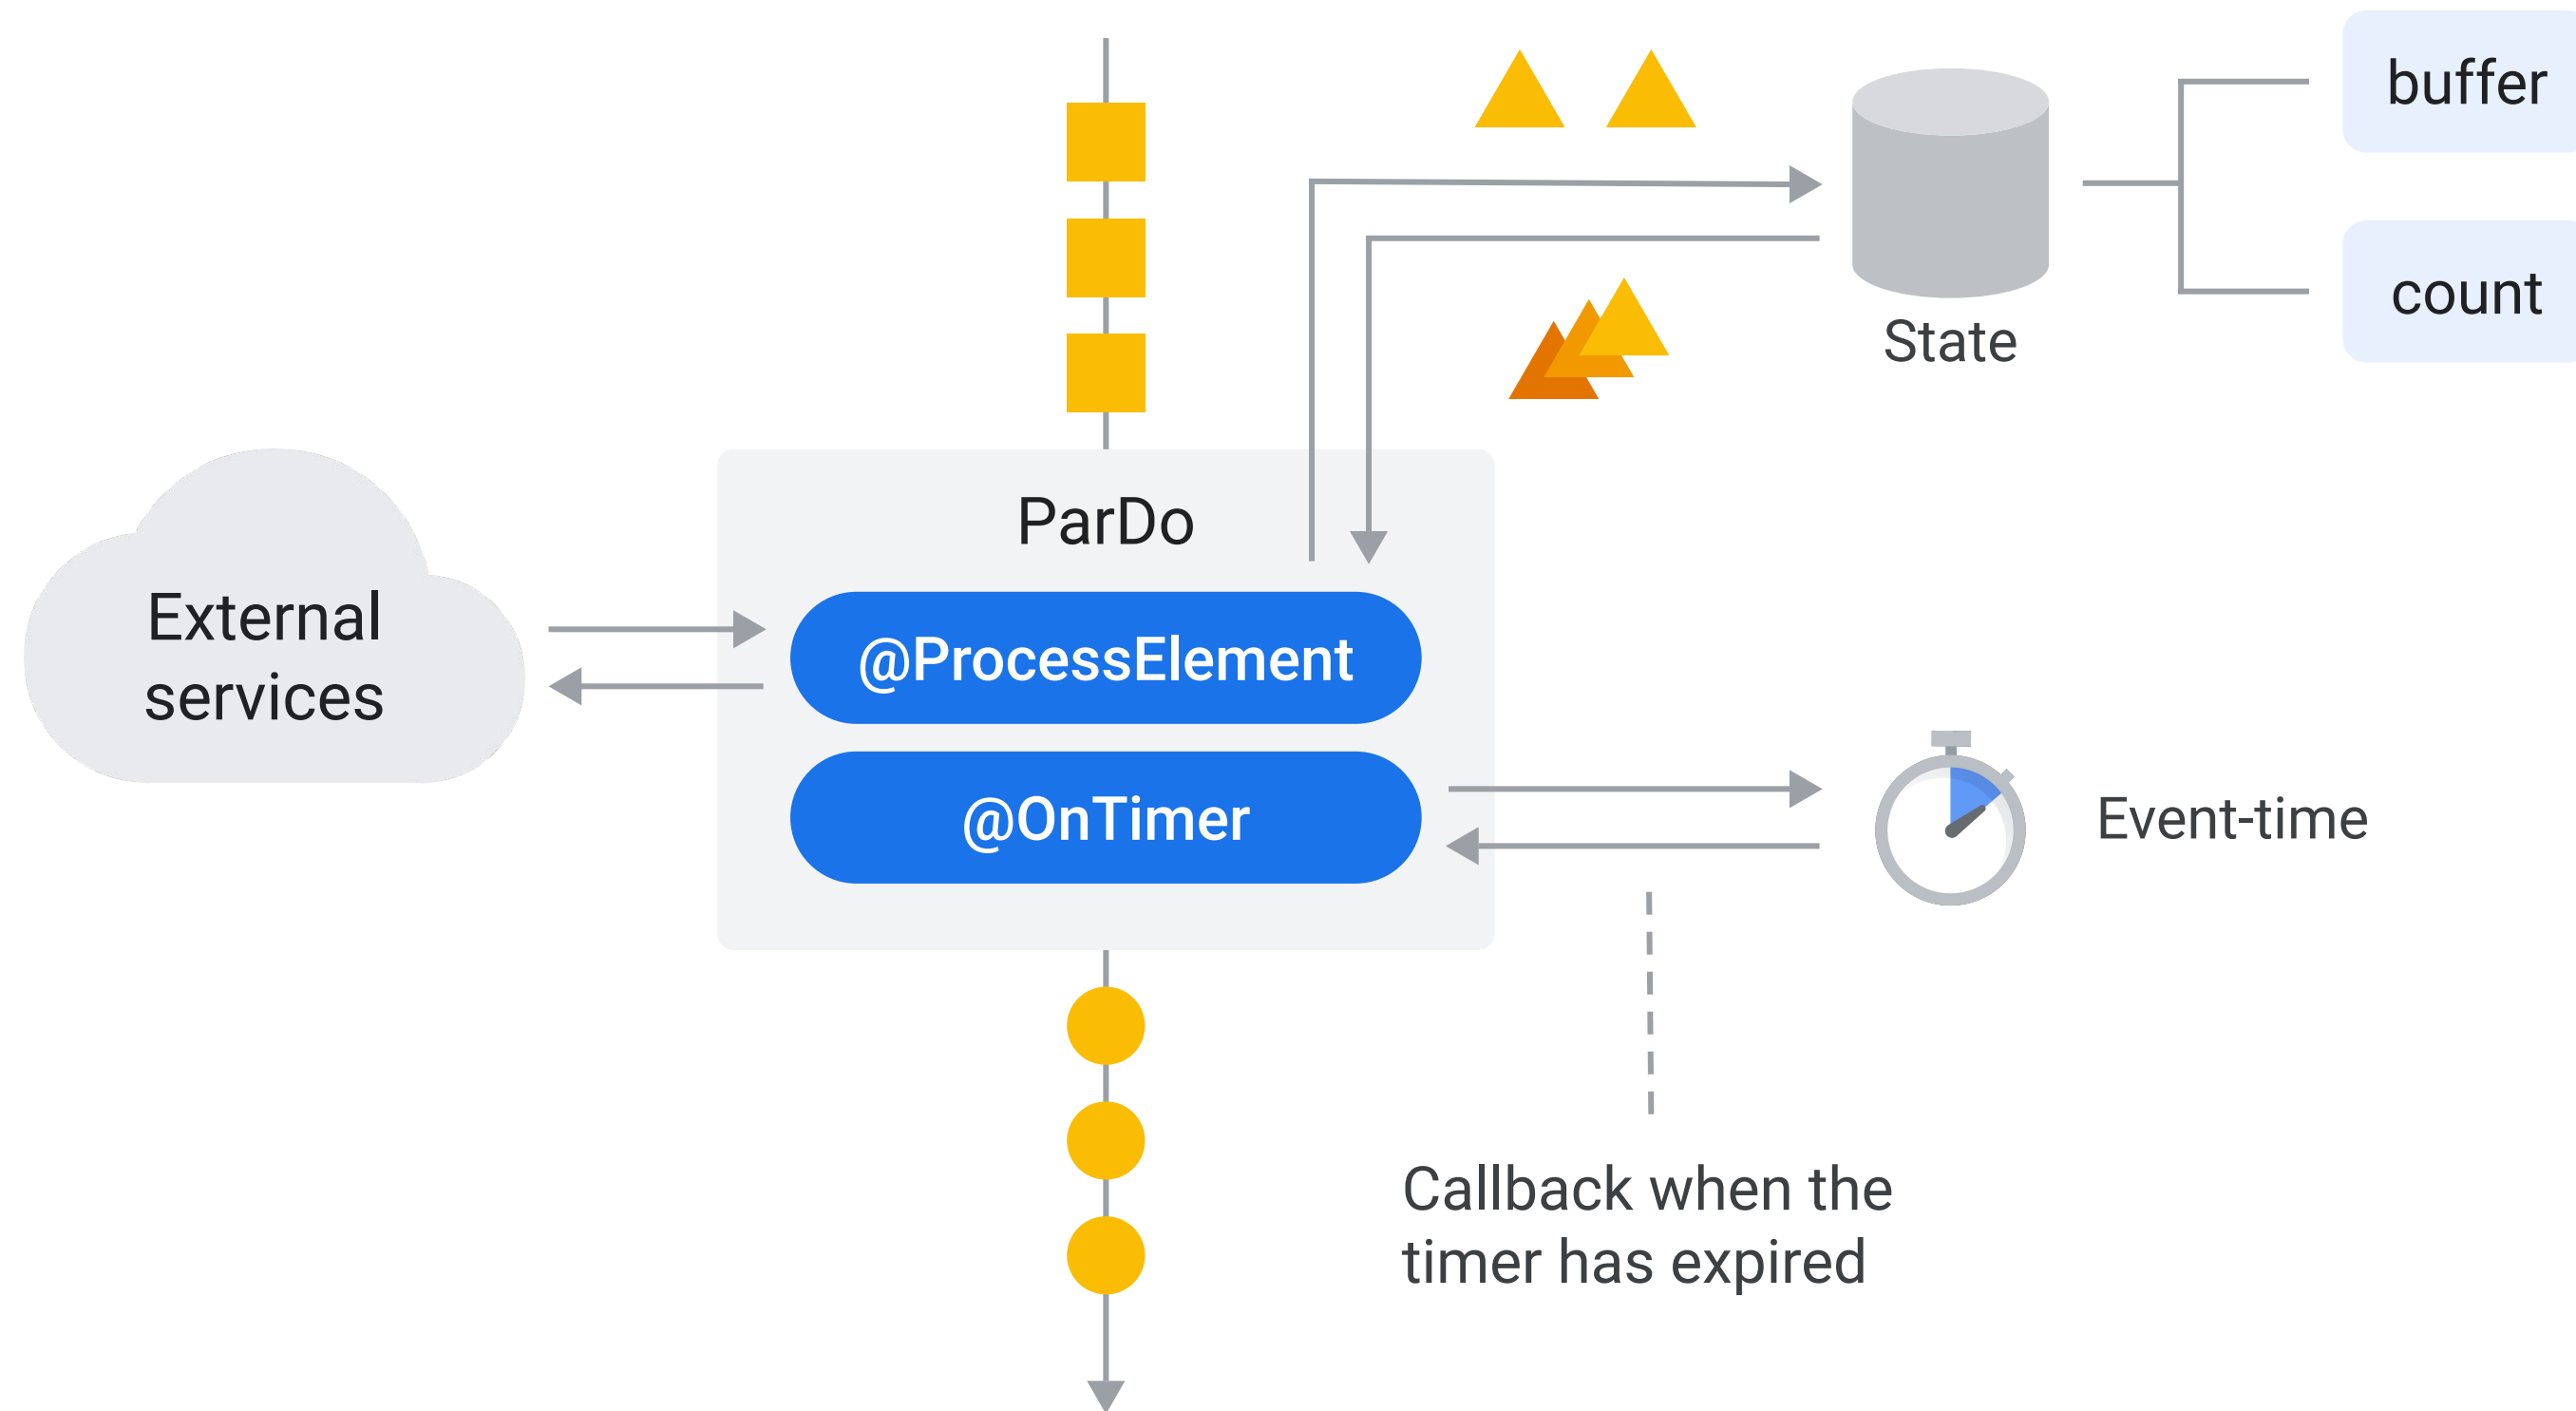 buffer
count
State
ParDo
External
services
@ProcessElement
@OnTimer
Event-time
Callback when the
timer has expired